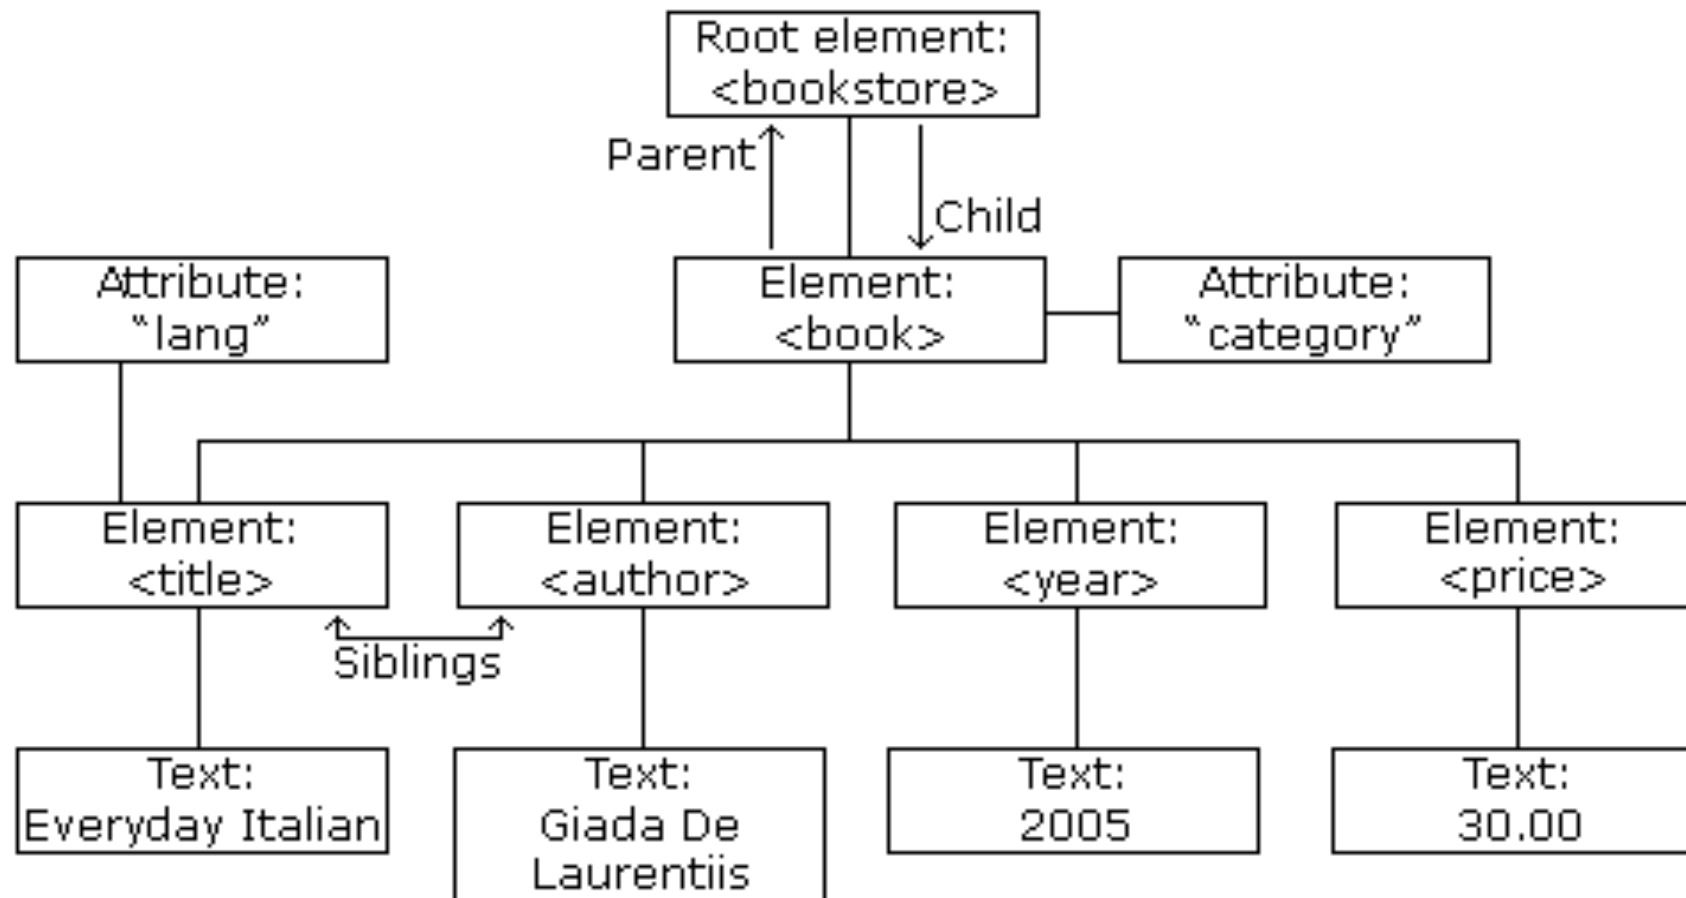 Root element:
<bookstore>
Parent
Child
Attribute:
“lang”
Element:
<book>
Attribute:
“category”
Element:
<title>
Element:
<author>
Element:
<year>
Element:
<price>
Siblings
Text:
Everyday Italian
Text:
Giada De
Laurentiis
Text:
2005
Text:
30.00